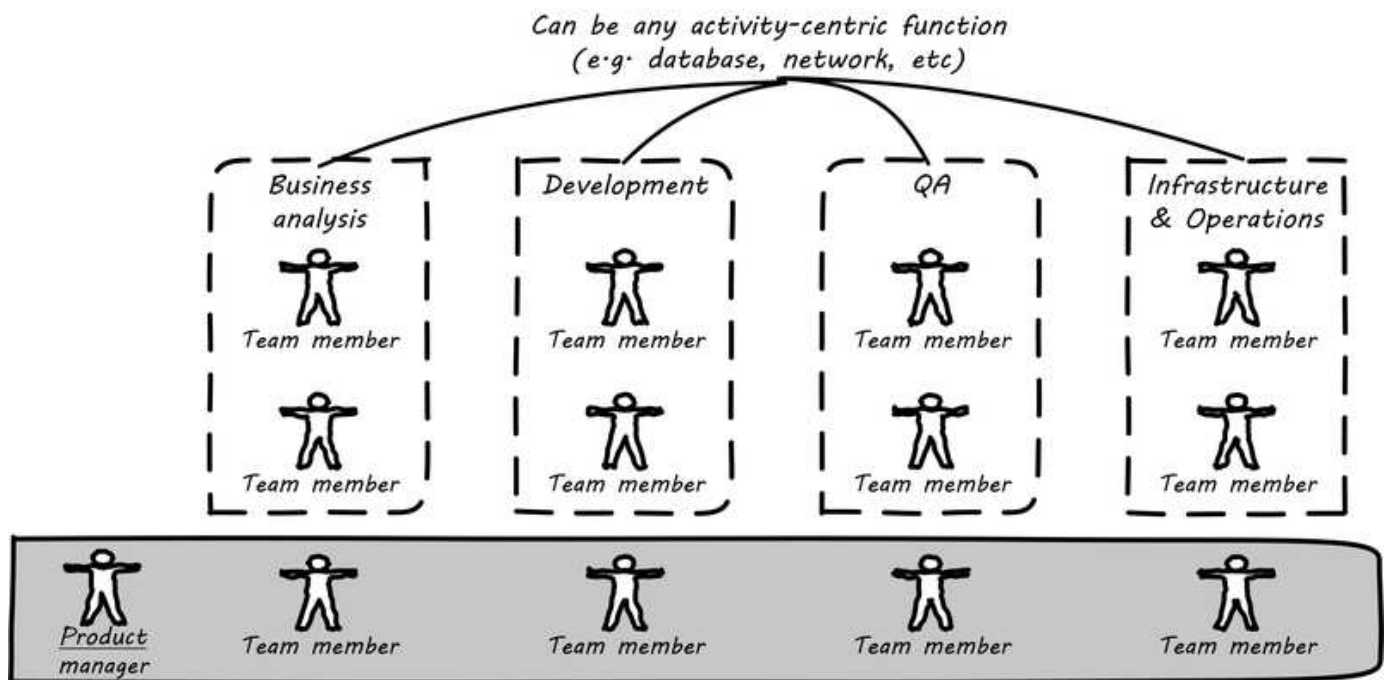 Can be any activity-centric function
(e.g. database, network, etc)
Business
analysis
Development
QA
Infrastructure
& Operations
Team member
Team member
Team member
Team member
Team member
Team member
Team member
Team member
Product
manager
Team member
Team member
Team member
Team member